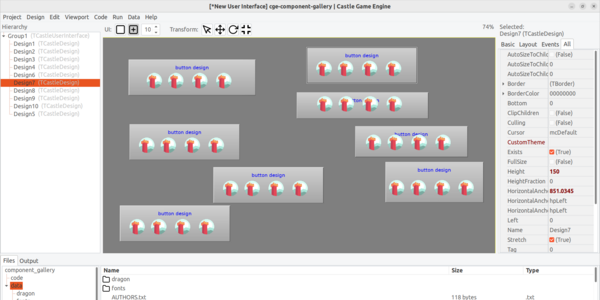 [*New User Interface] cge-component-gallery | Castle Game Engine
Project Design Edit Viewport Code Run Data Help
Hierarchy
UI: 10 Transform: 74%
Group1 (TCastleUserInterface)
Design1 (TCastleDesign)
Design2 (TCastleDesign)
Design3 (TCastleDesign)
Design4 (TCastleDesign)
Design6 (TCastleDesign)
Design8 (TCastleDesign)
Design9 (TCastleDesign)
Design10 (TCastleDesign)
Design5 (TCastleDesign)
button design
button design
button design
button design
button design
button design
button design
button design
Selected:
Design7 (TCastleDesign)
Basic Layout Events All
AutoSizeToChilc (False)
AutoSizeToChilc 0
AutoSizeToChilc 0
Border (TBorder)
BorderColor 00000000
Bottom 0
ClipChildren (False)
Culling (False)
Cursor mcDefault
CustomTheme
Exists (True)
FullSize (False)
Height 150
HeightFraction 0
HorizontalAnch 851.0345
HorizontalAnch hpLeft
HorizontalAnch hpLeft
Left 0
Name Design7
Stretch (True)
Tag 0
Files Output
component_gallery
code
data
dragon
Name Size Type
dragon
fonts
AUTHORS.txt 118 bytes .txt